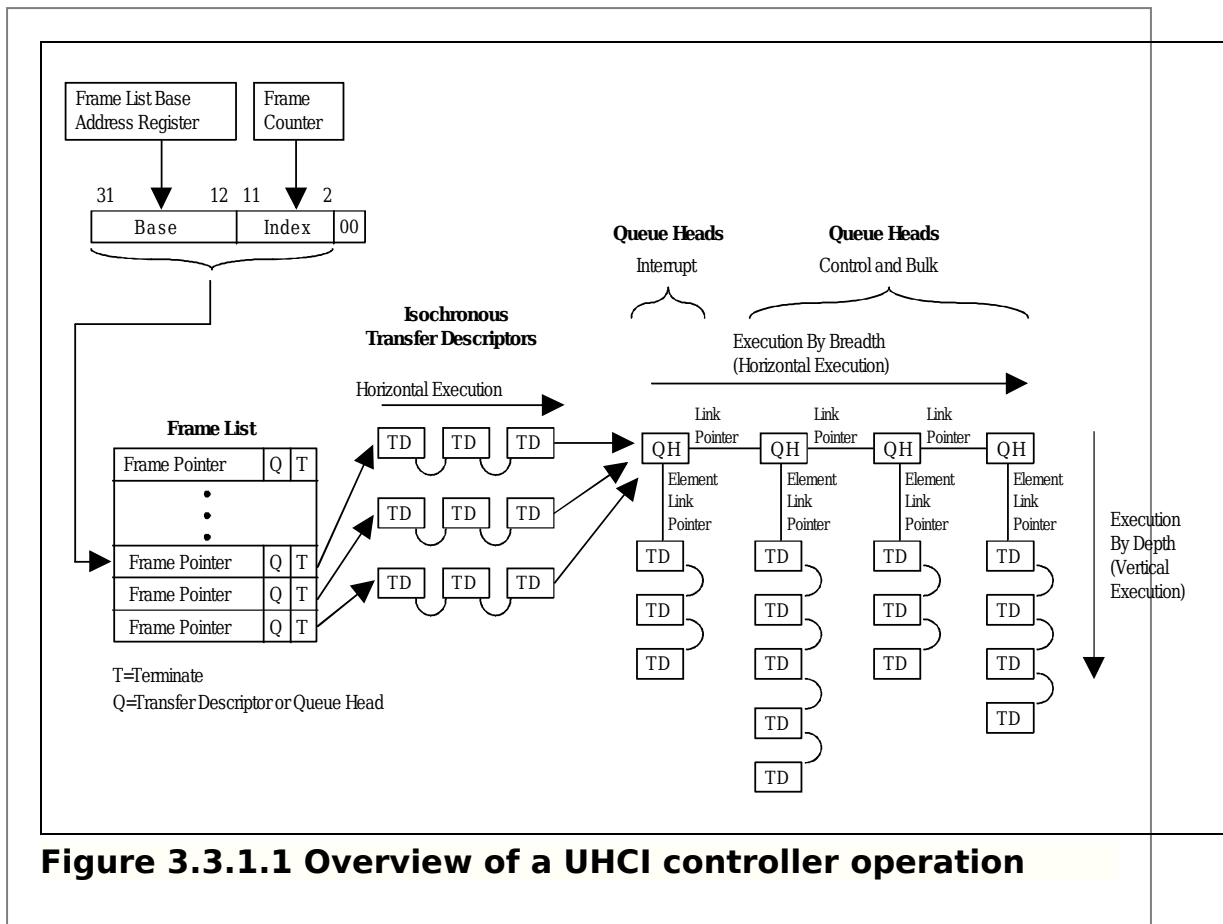 Frame List Base
Address Register
Frame
Counter
31 12 11 2
Base Index 00
Queue Heads
Interrupt
Queue Heads
Control and Bulk
Isochronous
Transfer Descriptors
Execution By Breadth
(Horizontal Execution)
Horizontal Execution
Frame List
Link
Pointer
Link
Pointer
Link
Pointer
Frame Pointer Q T
TD TD TD
QH QH QH QH
Element
Link
Pointer
Element
Link
Pointer
Element
Link
Pointer
Element
Link
Pointer
Execution
By Depth
(Vertical
Execution)
TD TD TD
Frame Pointer Q T
TD TD TD TD
Frame Pointer Q T
TD TD TD
Frame Pointer Q T
TD TD TD TD
TD TD TD TD
T=Terminate
Q=Transfer Descriptor or Queue Head
TD TD
TD
Figure 3.3.1.1 Overview of a UHCI controller operation